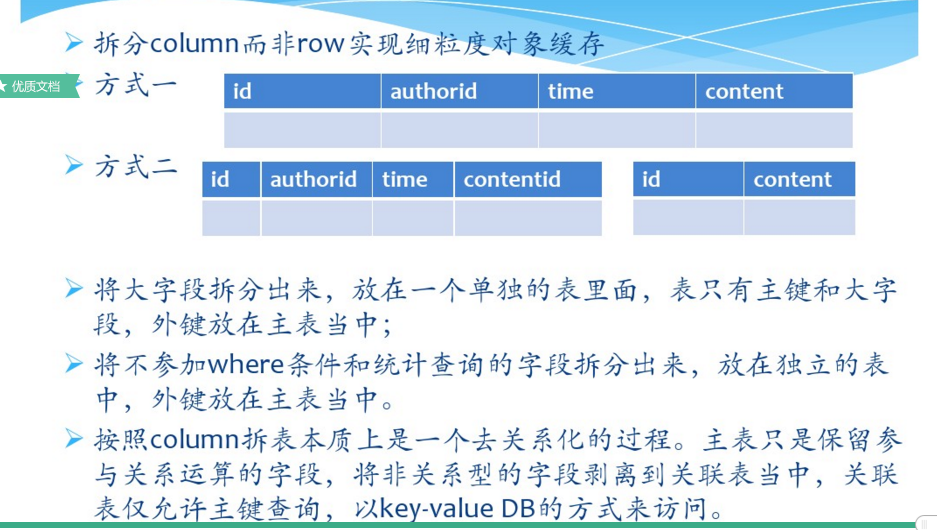 拆分column而非row实现细粒度对象缓存
优质文档
方式一
id authorid time content
方式二
id authorid time contentid id content
将大字段拆分出来，放在一个单独的表里面，表只有主键和大字
段，外键放在主表当中；
将不参加where条件和统计查询的字段拆分出来，放在独立的表
中，外键放在主表当中。
按照column拆表本质上是一个去关系化的过程。主表只是保留参
与关系运算的字段，将非关系型的字段剥离到关联表当中，关联
表仅允许主键查询，以key-value DB的方式来访问。